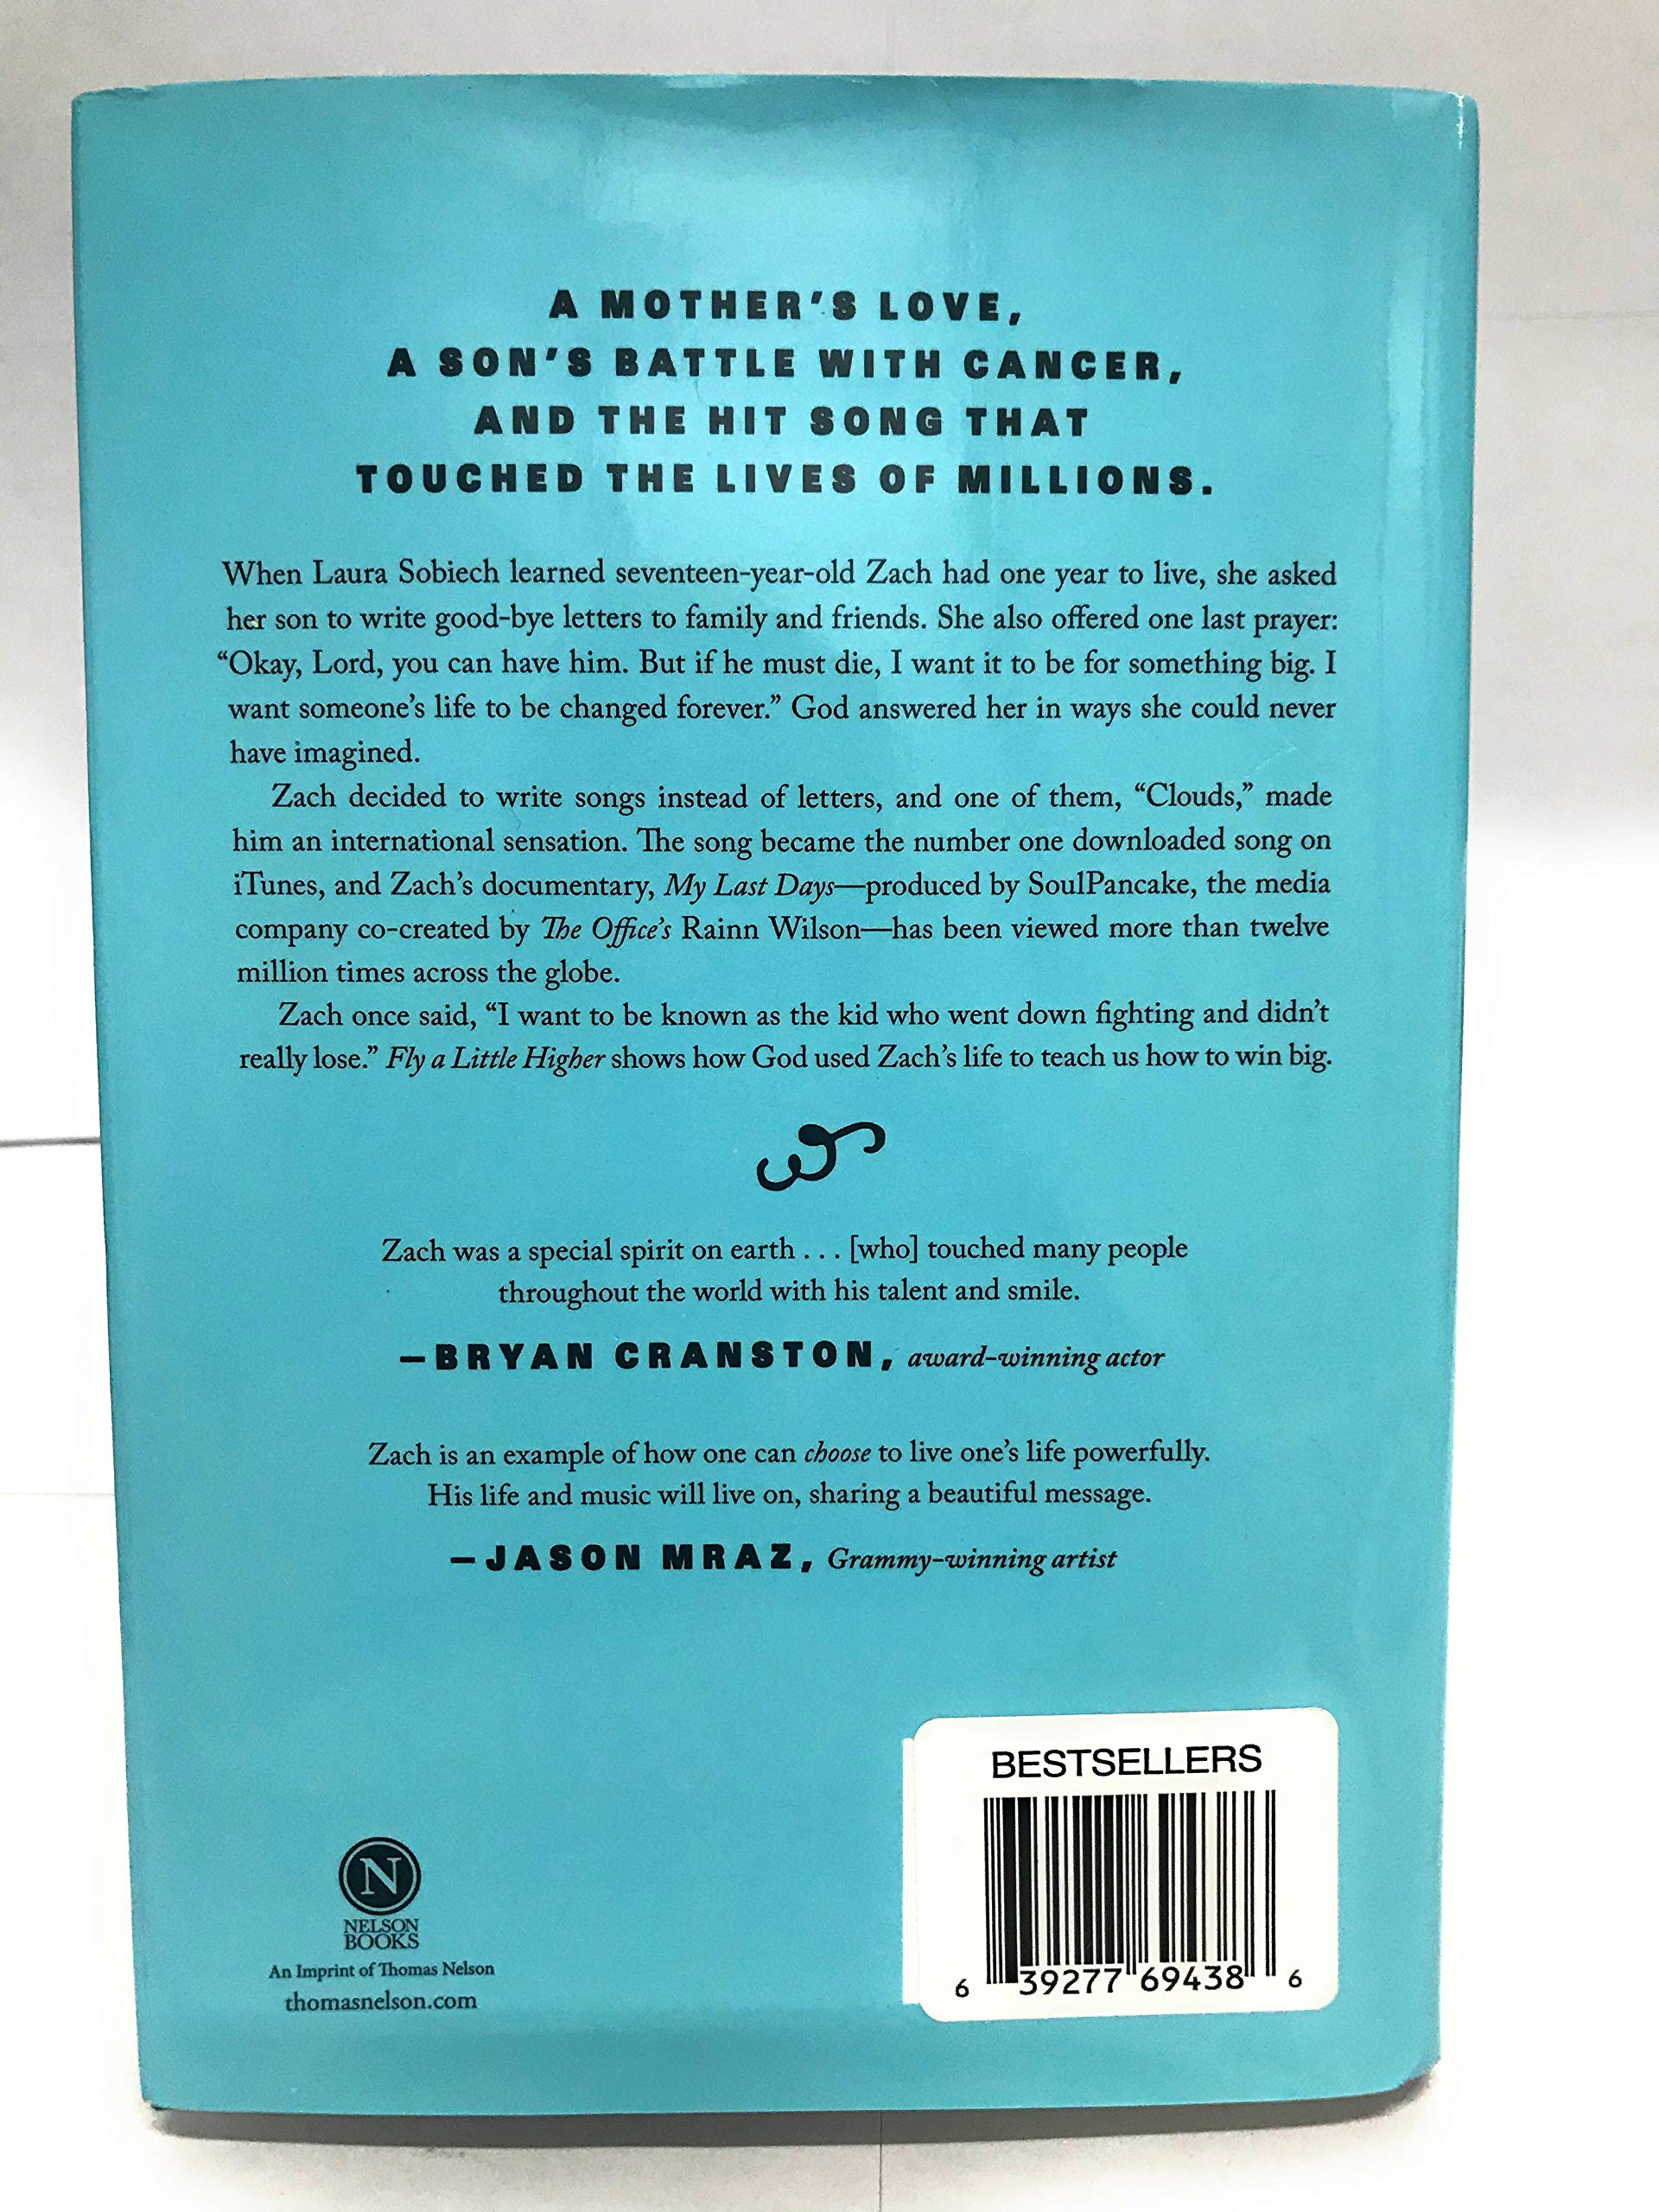 A MOTHER'S LOVE,
A SON'S BATTLE WITH CANCER,
AND THE HIT SONG THAT
TOUCHED THE LIVES OF MILLIONS.
When Laura Sobiech learned seventeen-year-old Zach had one year to live, she asked
her son to write good-bye letters to family and friends. She also offered one last prayer:
“Okay, Lord, you can have him. But if he must die, I want it to be for something big. I
want someone’s life to be changed forever.” God answered her in ways she could never
have imagined.
Zach decided to write songs instead of letters, and one of them, “Clouds,” made
him an international sensation. The song became the number one downloaded song on
iTunes, and Zach’s documentary, My Last Days—produced by SoulPancake, the media
company co-created by The Office’s Rainn Wilson—has been viewed more than twelve
million times across the globe.
Zach once said, “I want to be known as the kid who went down fighting and didn’t
really lose.” Fly a Little Higher shows how God used Zach’s life to teach us how to win big.
Zach was a special spirit on earth . . . [who] touched many people
throughout the world with his talent and smile.
—BRYAN CRANSTON, award-winning actor
Zach is an example of how one can choose to live one’s life powerfully.
His life and music will live on, sharing a beautiful message.
—JASON MRAZ, Grammy-winning artist
BESTSELLERS
6 39277 69438 6
N
NELSON
BOOKS
An Imprint of Thomas Nelson
thomasnelson.com